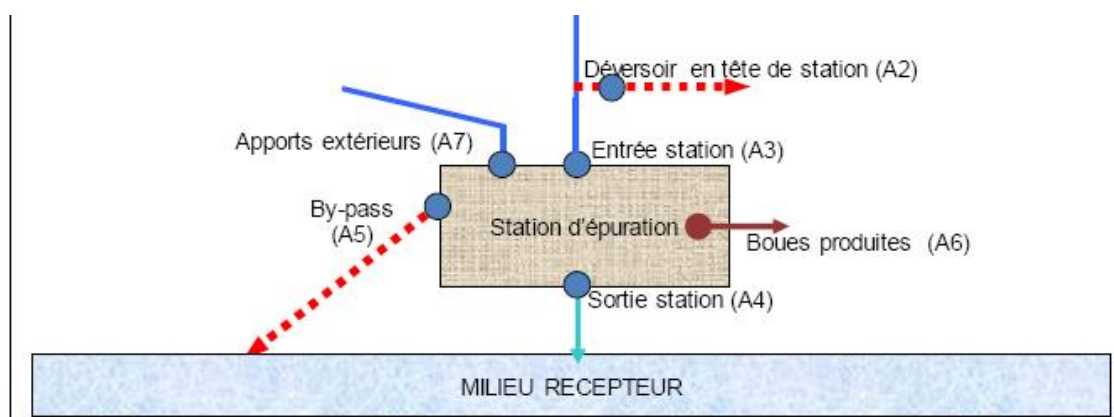 Déversoir en tête de station (A2)
Apports extérieurs (A7)
Entrée station (A3)
By-pass
(A5)
Station d'épuration
Boues produites (A6)
Sortie station (A4)
MILIEU RECEPTEUR